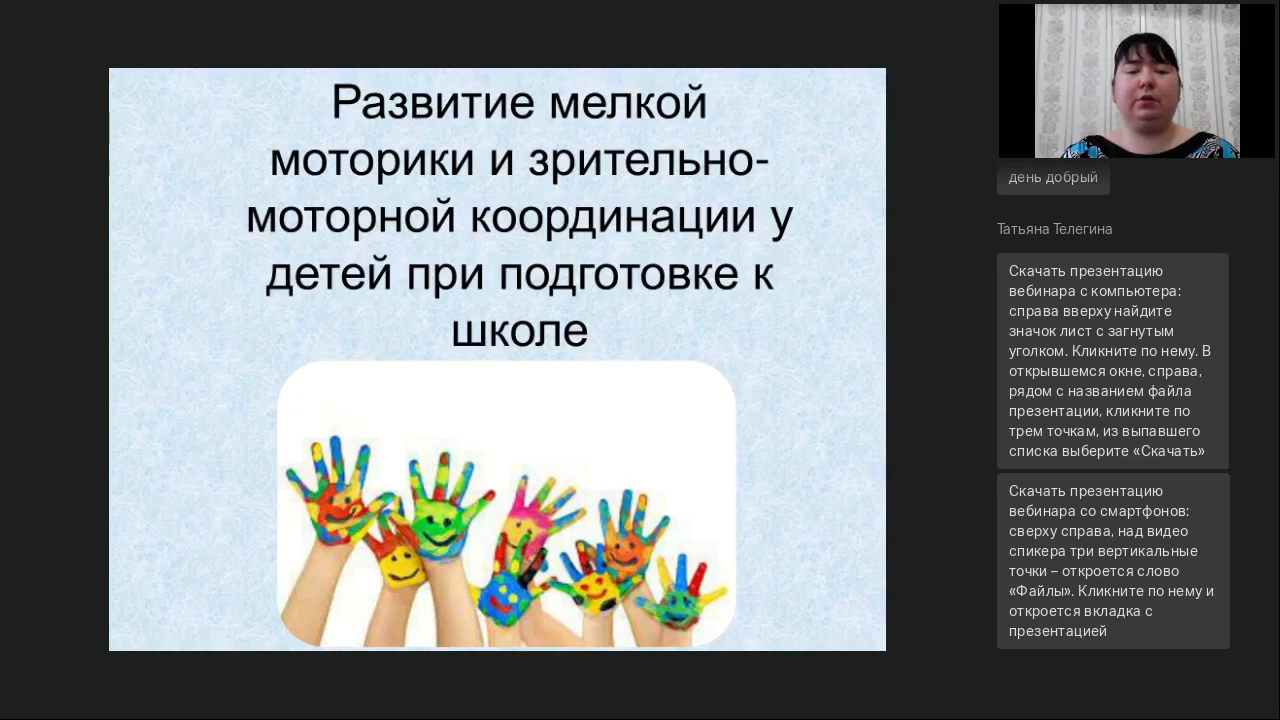 Развитие мелкой
моторики и зрительно-
моторной координации у
детей при подготовке к
школе
день добрый
Татьяна Телегина
Скачать презентацию
вебинара с компьютера:
справа вверху найдите
значок лист с загнутым
уголком. Кликните по нему. В
открывшемся окне, справа,
рядом с названием файла
презентации, кликните по
трем точкам, из выпавшего
списка выберите «Скачать»
Скачать презентацию
вебинара со смартфонов:
сверху справа, над видео
спикера три вертикальные
точки – откроется слово
«Файлы». Кликните по нему и
откроется вкладка с
презентацией